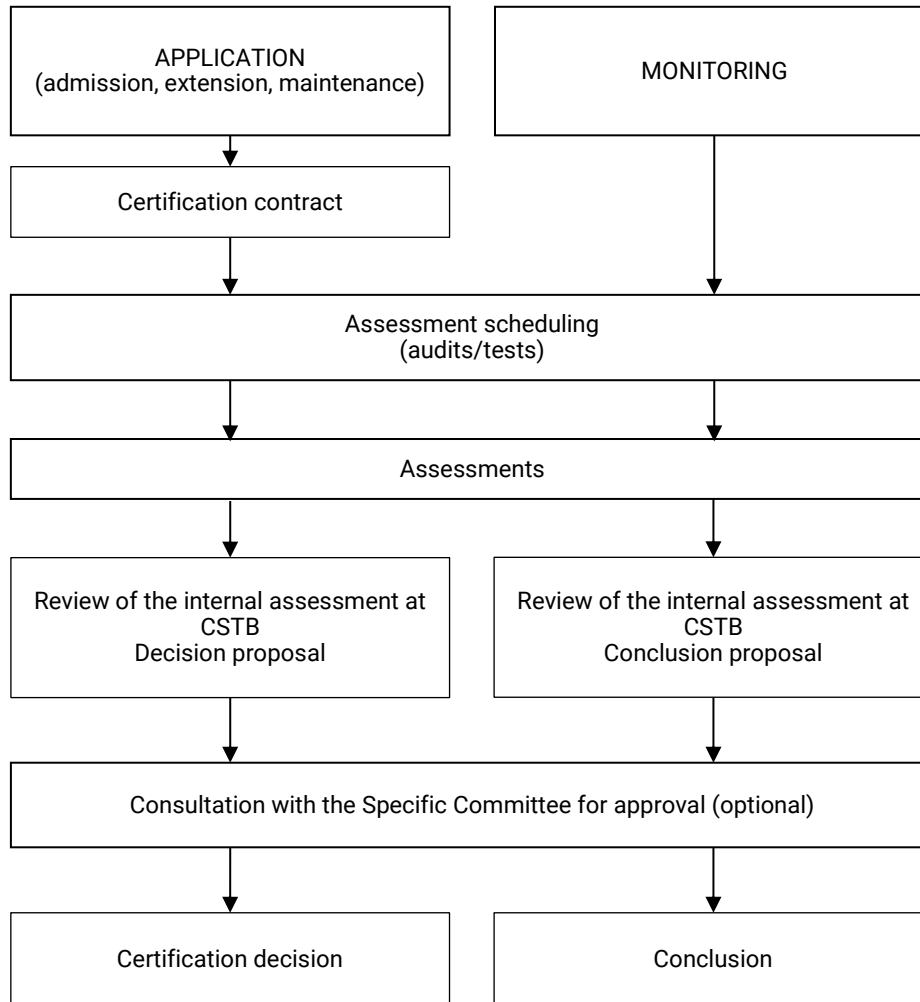 APPLICATION
(admission, extension, maintenance)
MONITORING
Certification contract
Assessment scheduling
(audits/tests)
Assessments
Review of the internal assessment at
CSTB
Decision proposal
Review of the internal assessment at
CSTB
Conclusion proposal
Consultation with the Specific Committee for approval (optional)
Certification decision
Conclusion